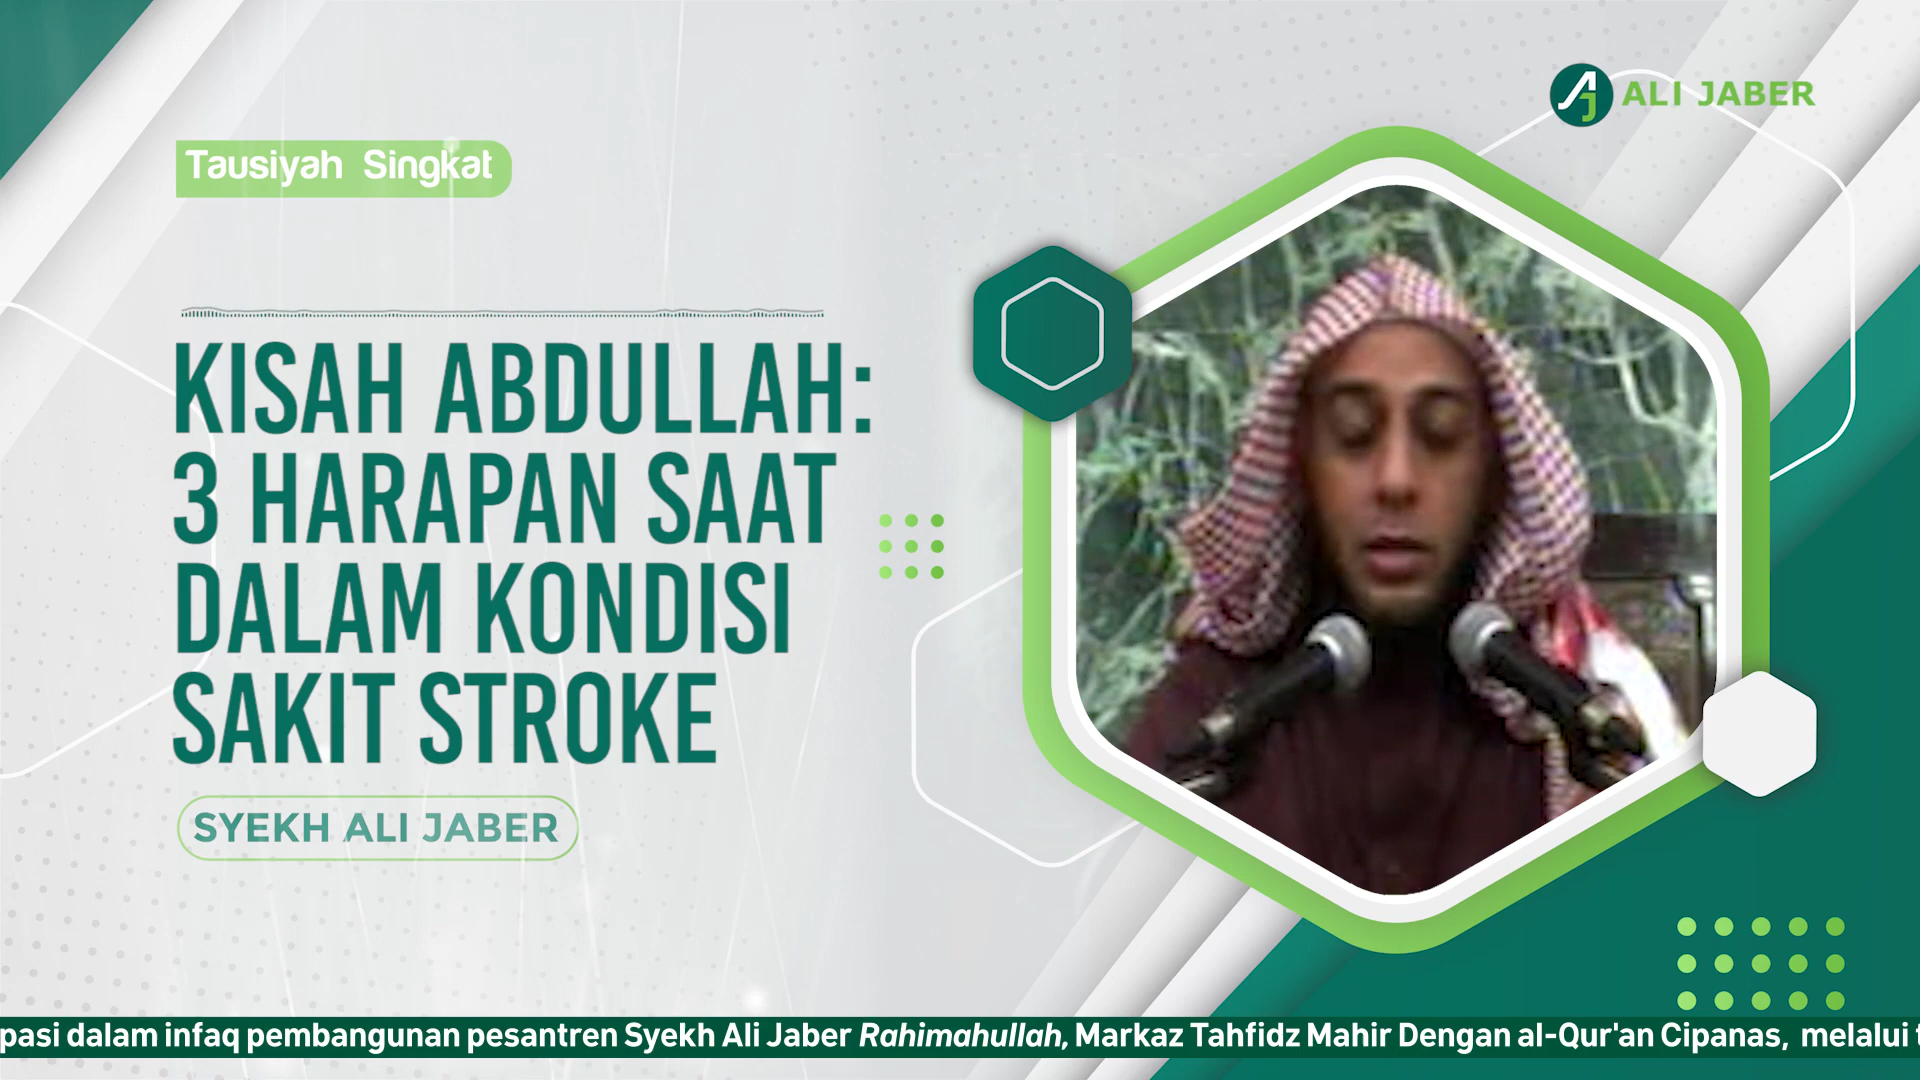 ALI JABER
Tausiyah Singkat
KISAH ABDULLAH:
3 HARAPAN SAAT
DALAM KONDISI
SAKIT STROKE
SYEKH ALI JABER
pasi dalam infaq pembangunan pesantren Syekh Ali Jaber Rahimahullah, Markaz Tahfidz Mahir Dengan al-Qur'an Cipanas, melalui